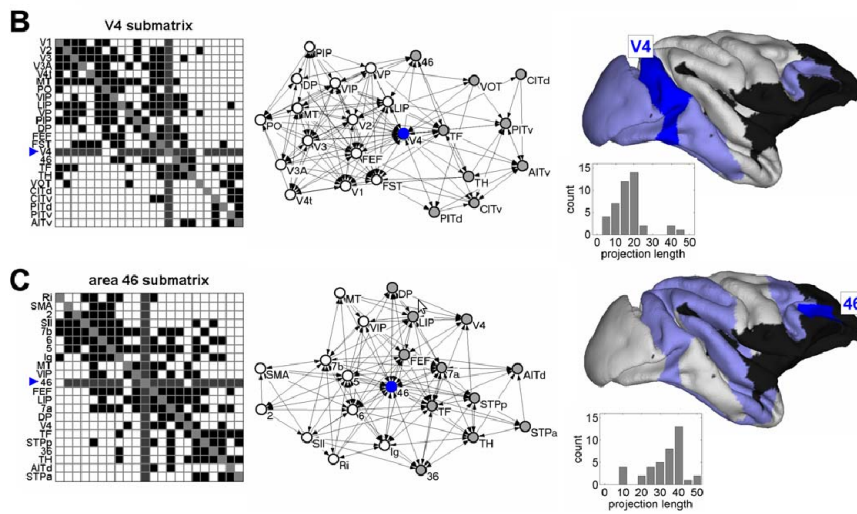 B
V4 submatrix
V1
V2
V3
V3A
V4t
MT
PO
VIP
LIP
VP
PIP
DP
FEF
FST
V4
46
TF
TH
VOT
CITd
CITv
PITd
PITv
AITv
PIP
46
DP
VIP
VP
VOT
CITd
MT
LIP
PO
V2
V4
TF
PITv
V3
V3A
FEF
AITv
V4t
V1
FST
TH
PITd
CITv
V4
count
15
10
5
0
0 10 20 30 40 50
projection length
C
area 46 submatrix
Ri
SMA
2
SII
7b
6
5
Ig
MT
VIP
46
FEF
LIP
7a
DP
V4
TF
STPp
36
TH
AITd
STPa
MT
DP
VIP
LIP
V4
7b
FEF
SMA
5
7a
AITd
46
2
6
TF
STPp
SII
Ig
TH
STPa
Ri
36
46
count
15
10
5
0
0 10 20 30 40 50
projection length